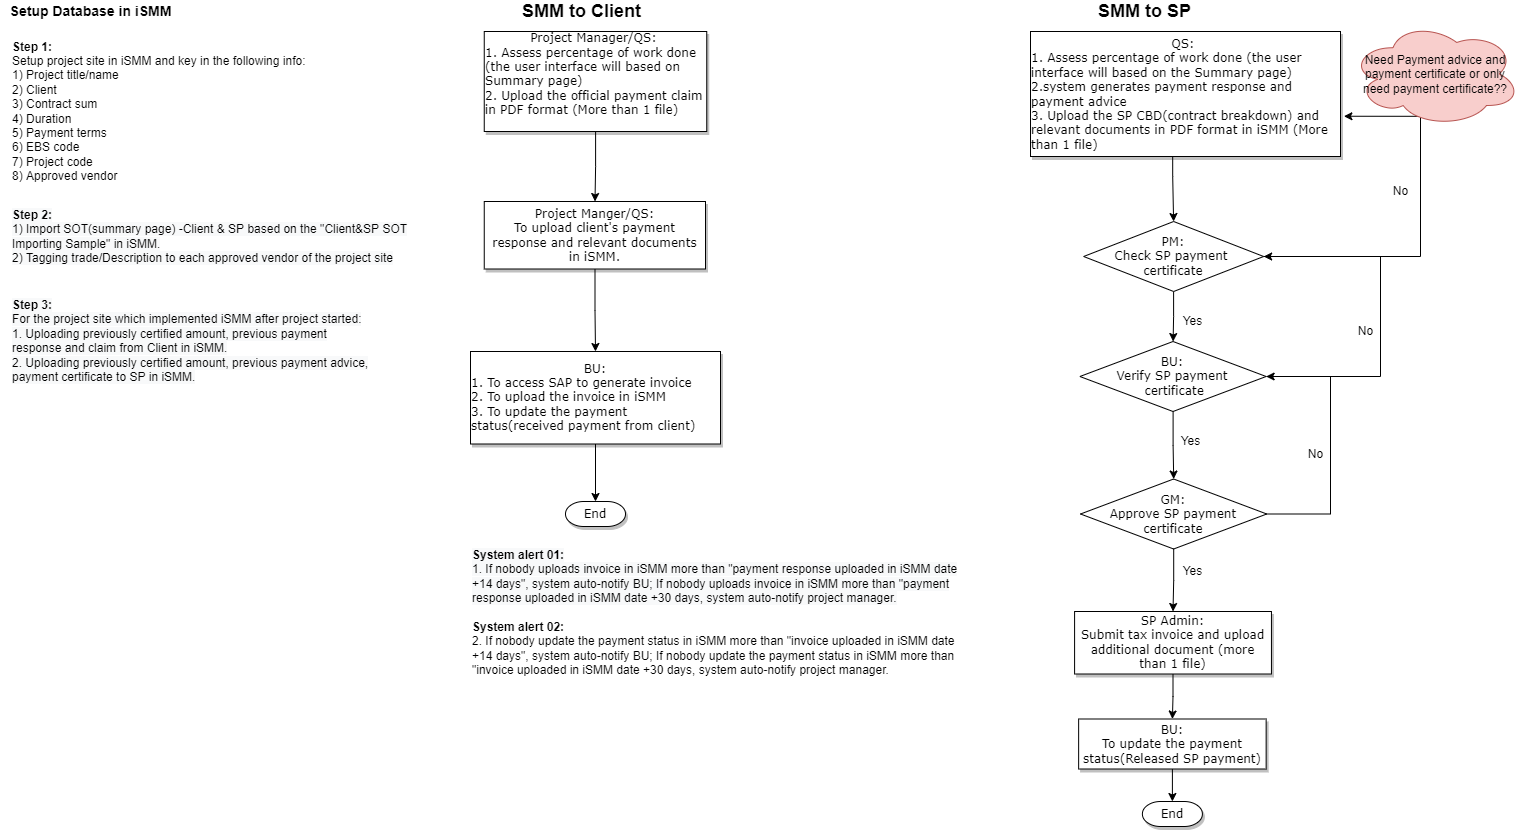 Setup Database in iSMM
Step 1:
Setup project site in iSMM and key in the following info:
1) Project title/name
2) Client
3) Contract sum
4) Duration
5) Payment terms
6) EBS code
7) Project code
8) Approved vendor
Step 2:
1) Import SOT(summary page) -Client & SP based on the "Client&SP SOT
Importing Sample" in iSMM.
2) Tagging trade/Description to each approved vendor of the project site
Step 3:
For the project site which implemented iSMM after project started:
1. Uploading previously certified amount, previous payment
response and claim from Client in iSMM.
2. Uploading previously certified amount, previous payment advice,
payment certificate to SP in iSMM.
SMM to Client
Project Manager/QS:
1. Assess percentage of work done
(the user interface will based on
Summary page)
2. Upload the official payment claim
in PDF format (More than 1 file)
Project Manger/QS:
To upload client's payment
response and relevant documents
in iSMM.
BU:
1. To access SAP to generate invoice
2. To upload the invoice in iSMM
3. To update the payment
status(received payment from client)
End
System alert 01:
1. If nobody uploads invoice in iSMM more than "payment response uploaded in iSMM date
+14 days", system auto-notify BU; If nobody uploads invoice in iSMM more than "payment
response uploaded in iSMM date +30 days, system auto-notify project manager.
System alert 02:
2. If nobody update the payment status in iSMM more than "invoice uploaded in iSMM date
+14 days", system auto-notify BU; If nobody update the payment status in iSMM more than
"invoice uploaded in iSMM date +30 days, system auto-notify project manager.
SMM to SP
QS:
1. Assess percentage of work done (the user
interface will based on the Summary page)
2.system generates payment response and
payment advice
3. Upload the SP CBD(contract breakdown) and
relevant documents in PDF format in iSMM (More
than 1 file)
Need Payment advice and
payment certificate or only
need payment certificate??
No
PM:
Check SP payment
certificate
Yes
No
BU:
Verify SP payment
certificate
Yes
No
GM:
Approve SP payment
certificate
Yes
SP Admin:
Submit tax invoice and upload
additional document (more
than 1 file)
BU:
To update the payment
status(Released SP payment)
End